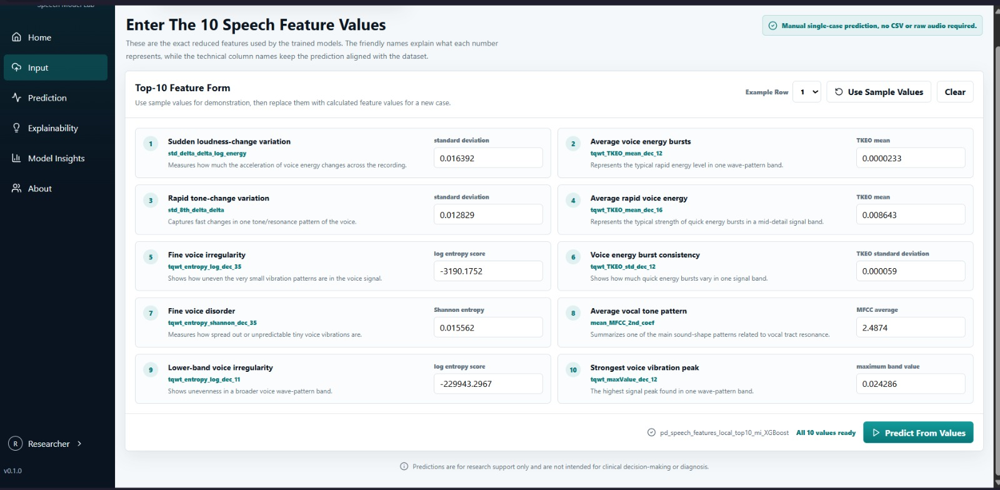 Speech Model Lab
Home
Input
Prediction
Explainability
Model Insights
About
R Researcher
v0.1.0
Enter The 10 Speech Feature Values
Manual single-case prediction, no CSV or raw audio required.
These are the exact reduced features used by the trained models. The friendly names explain what each number
represents, while the technical column names keep the prediction aligned with the dataset.
Top-10 Feature Form
Use sample values for demonstration, then replace them with calculated feature values for a new case.
Example Row 1 Use Sample Values Clear
1 Sudden loudness-change variation
std_delta_delta_log_energy
Measures how much the acceleration of voice energy changes across the recording.
standard deviation
0.016392
2 Average voice energy bursts
tqwt_TKEO_mean_dec_12
Represents the typical rapid energy level in one wave-pattern band.
TKEO mean
0.0000233
3 Rapid tone-change variation
std_8th_delta_delta
Captures fast changes in one tone/resonance pattern of the voice.
standard deviation
0.012829
4 Average rapid voice energy
tqwt_TKEO_mean_dec_16
Represents the typical strength of quick energy bursts in a mid-detail signal band.
TKEO mean
0.008643
5 Fine voice irregularity
tqwt_entropy_log_dec_35
Shows how uneven the very small vibration patterns are in the voice signal.
log entropy score
-3190.1752
6 Voice energy burst consistency
tqwt_TKEO_std_dec_12
Shows how much quick energy bursts vary in one signal band.
TKEO standard deviation
0.000059
7 Fine voice disorder
tqwt_entropy_shannon_dec_35
Measures how spread out or unpredictable tiny voice vibrations are.
Shannon entropy
0.015562
8 Average vocal tone pattern
mean_MFCC_2nd_coef
Summarizes one of the main sound-shape patterns related to vocal tract resonance.
MFCC average
2.4874
9 Lower-band voice irregularity
tqwt_entropy_log_dec_11
Shows unevenness in a broader voice wave-pattern band.
log entropy score
-229943.2967
10 Strongest voice vibration peak
tqwt_maxValue_dec_12
The highest signal peak found in one wave-pattern band.
maximum band value
0.024286
pd_speech_features_local_top10_mi_XGBoost All 10 values ready Predict From Values
Predictions are for research support only and are not intended for clinical decision-making or diagnosis.